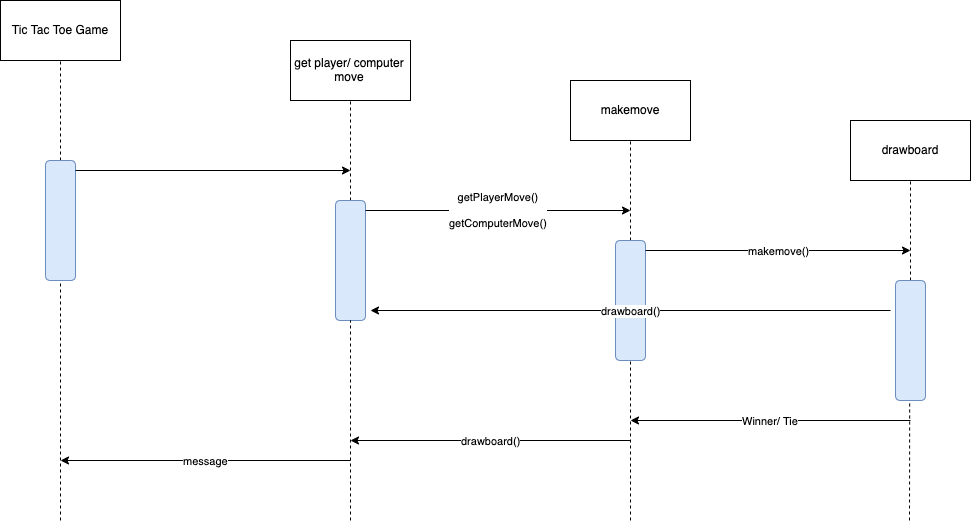 Tic Tac Toe Game
get player/ computer
move
makemove
drawboard
getPlayerMove()
getComputerMove()
makemove()
drawboard()
Winner/ Tie
drawboard()
message